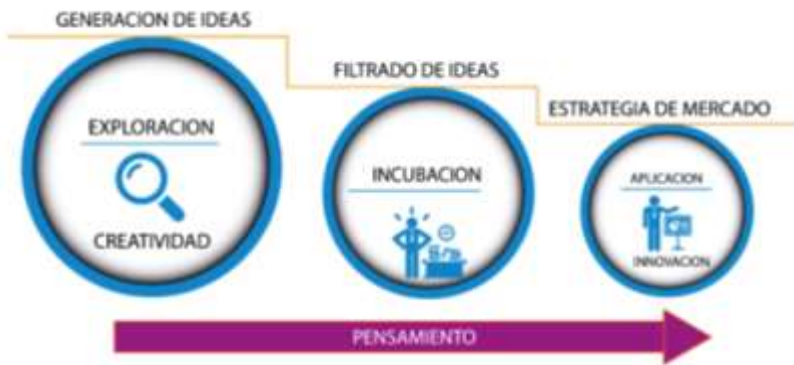 GENERACION DE IDEAS
EXPLORACION
CREATIVIDAD
FILTRADO DE IDEAS
INCUBACION
ESTRATEGIA DE MERCADO
APLICACION
INNOVACION
PENSAMIENTO